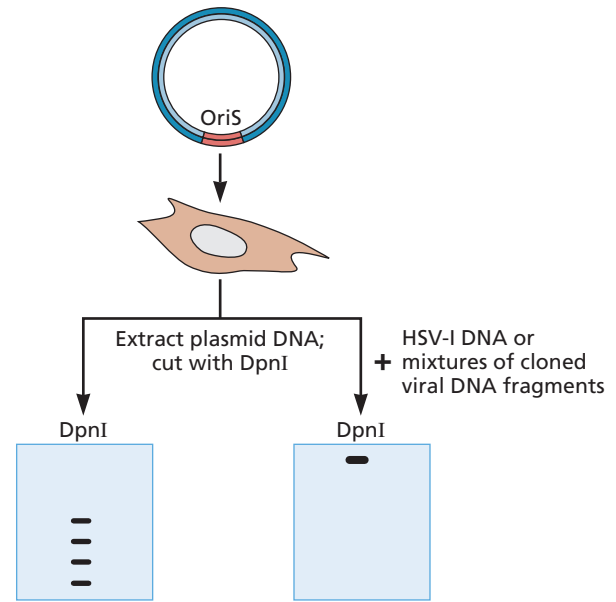 OriS
Extract plasmid DNA;
cut with DpnI
+
HSV-I DNA or
mixtures of cloned
viral DNA fragments
DpnI
DpnI